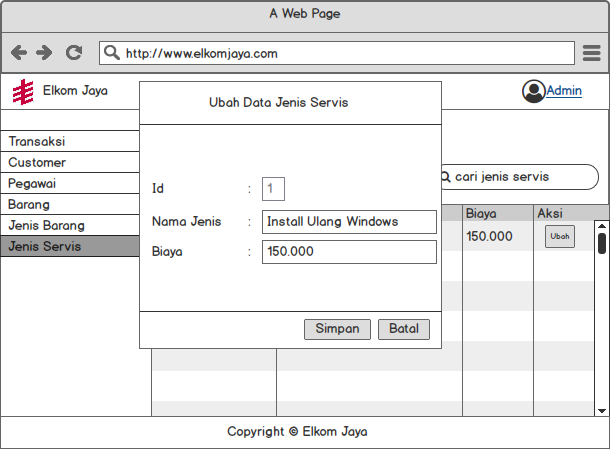 A Web Page
http://www.elkomjaya.com
Elkom Jaya
Admin
Ubah Data Jenis Servis
Transaksi
Customer
Pegawai
Barang
Jenis Barang
Jenis Servis
cari jenis servis
Id : 1
Nama Jenis : Install Ulang Windows
Biaya : 150.000
Simpan Batal
Biaya Aksi
150.000 Ubah
Copyright © Elkom Jaya